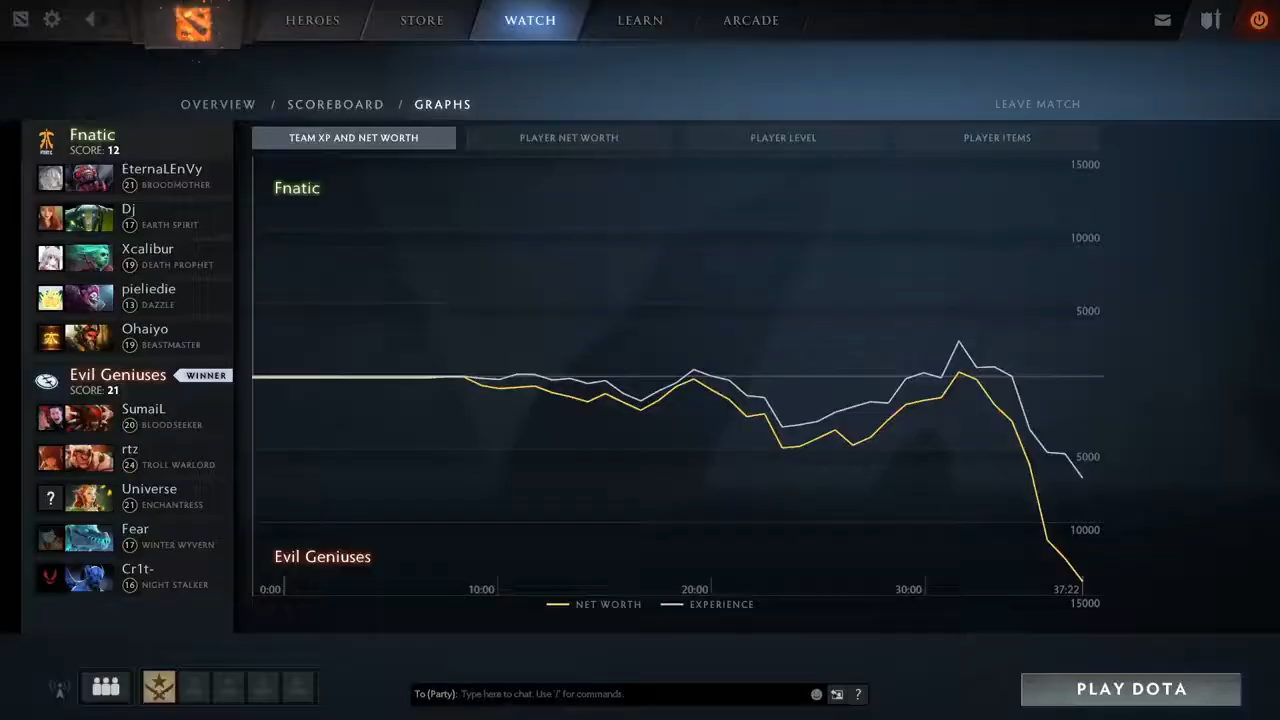 HEROES
STORE
WATCH
LEARN
ARCADE
OVERVIEW / SCOREBOARD / GRAPHS
LEAVE MATCH
Fnatic
SCORE: 12
EternalEnVy
21 BROODMOTHER
Dj
17 EARTH SPIRIT
Xcalibur
19 DEATH PROPHET
pieliedie
13 DAZZLE
Ohaiyo
19 BEASTMASTER
Evil Geniuses WINNER
SCORE: 21
SumaiL
20 BLOODSEEKER
rtz
24 TROLL WARLORD
?
Universe
21 ENCHANTRESS
Fear
17 WINTER WYVERN
Cr1t-
16 NIGHT STALKER
TEAM XP AND NET WORTH
PLAYER NET WORTH
PLAYER LEVEL
PLAYER ITEMS
Fnatic
15000
10000
5000
5000
10000
15000
Evil Geniuses
0:00
10:00
20:00
30:00
37:22
NET WORTH
EXPERIENCE
To (Party): Type here to chat. Use '/' for commands.
?
PLAY DOTA